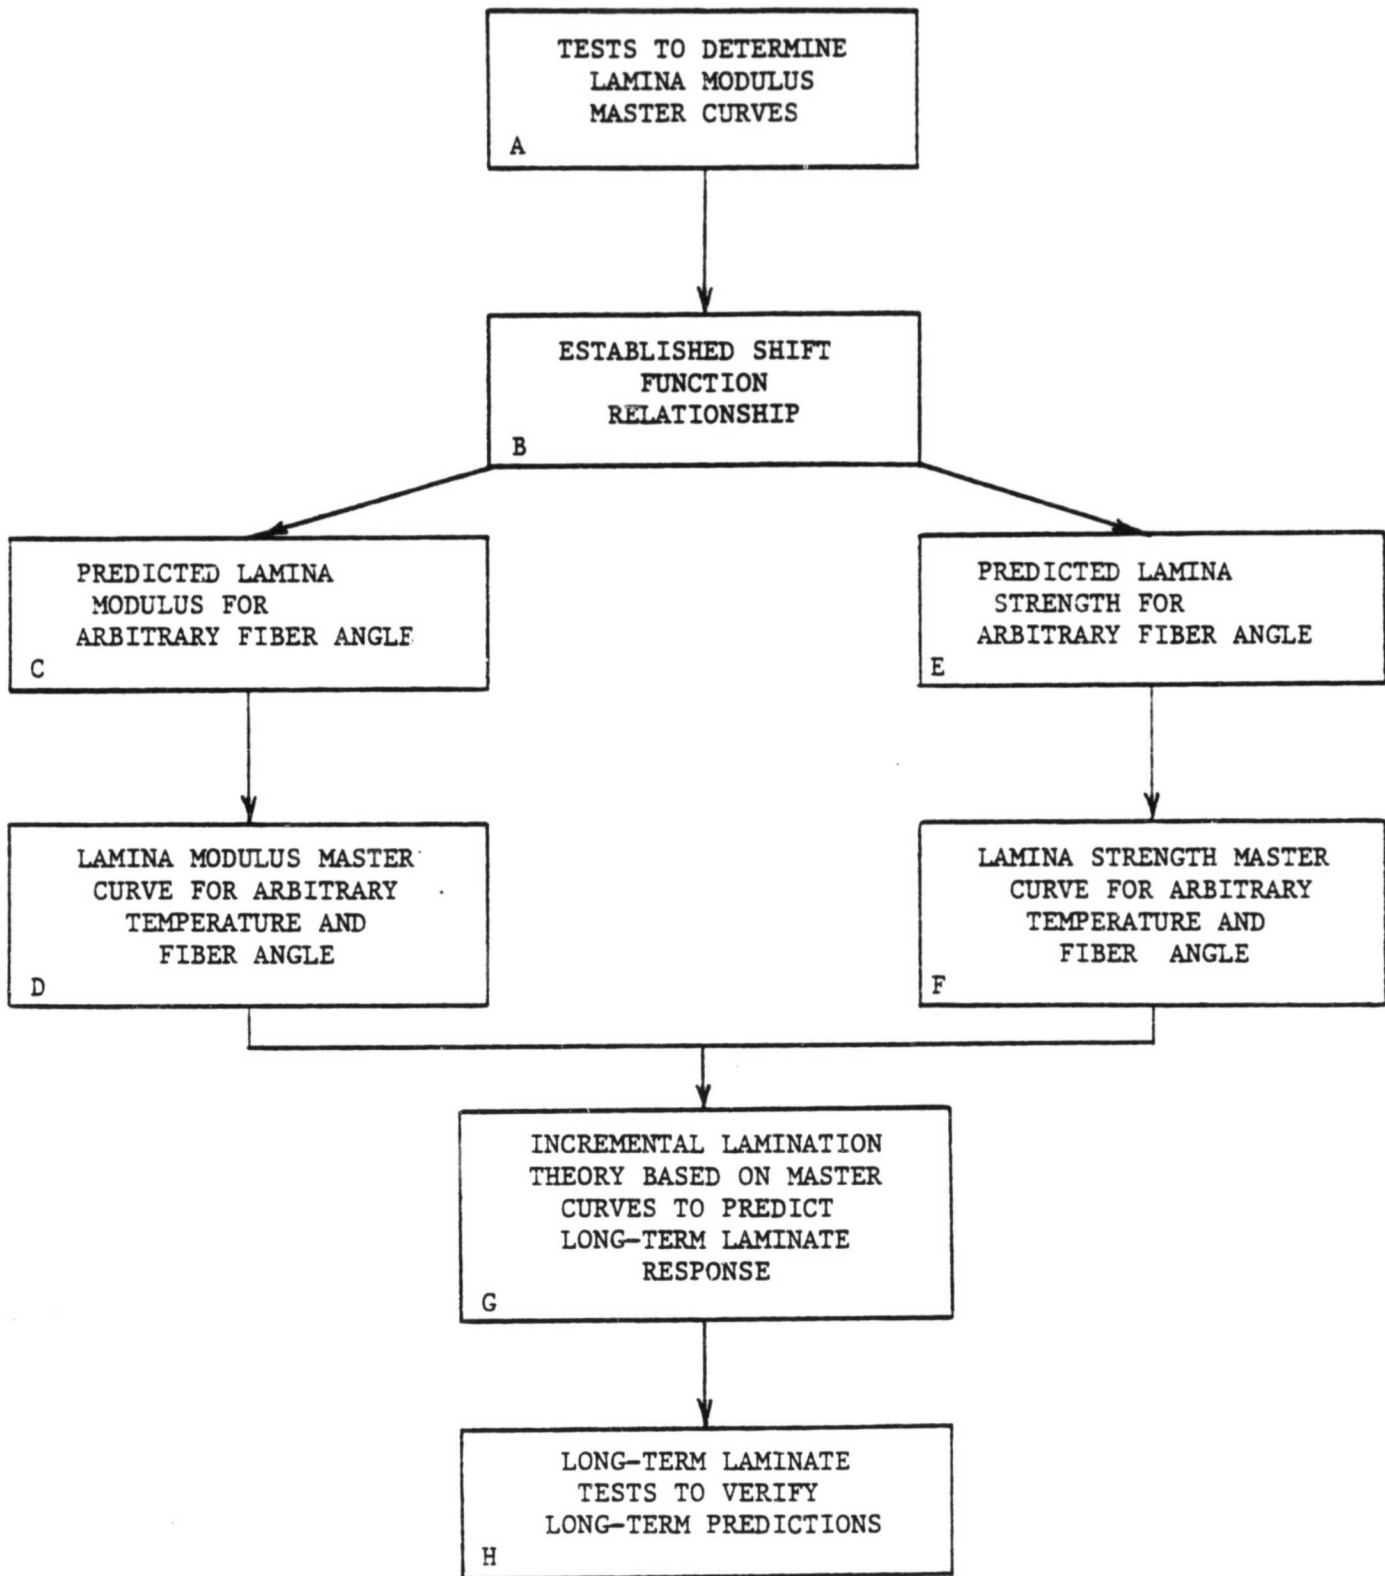 TESTS TO DETERMINE
LAMINA MODULUS
MASTER CURVES
A
ESTABLISHED SHIFT
FUNCTION
RELATIONSHIP
B
PREDICTED LAMINA
MODULUS FOR
ARBITRARY FIBER ANGLE
C
PREDICTED LAMINA
STRENGTH FOR
ARBITRARY FIBER ANGLE
E
LAMINA MODULUS MASTER
CURVE FOR ARBITRARY
TEMPERATURE AND
FIBER ANGLE
D
LAMINA STRENGTH MASTER
CURVE FOR ARBITRARY
TEMPERATURE AND
FIBER ANGLE
F
INCREMENTAL LAMINATION
THEORY BASED ON MASTER
CURVES TO PREDICT
LONG-TERM LAMINATE
RESPONSE
G
LONG-TERM LAMINATE
TESTS TO VERIFY
LONG-TERM PREDICTIONS
H